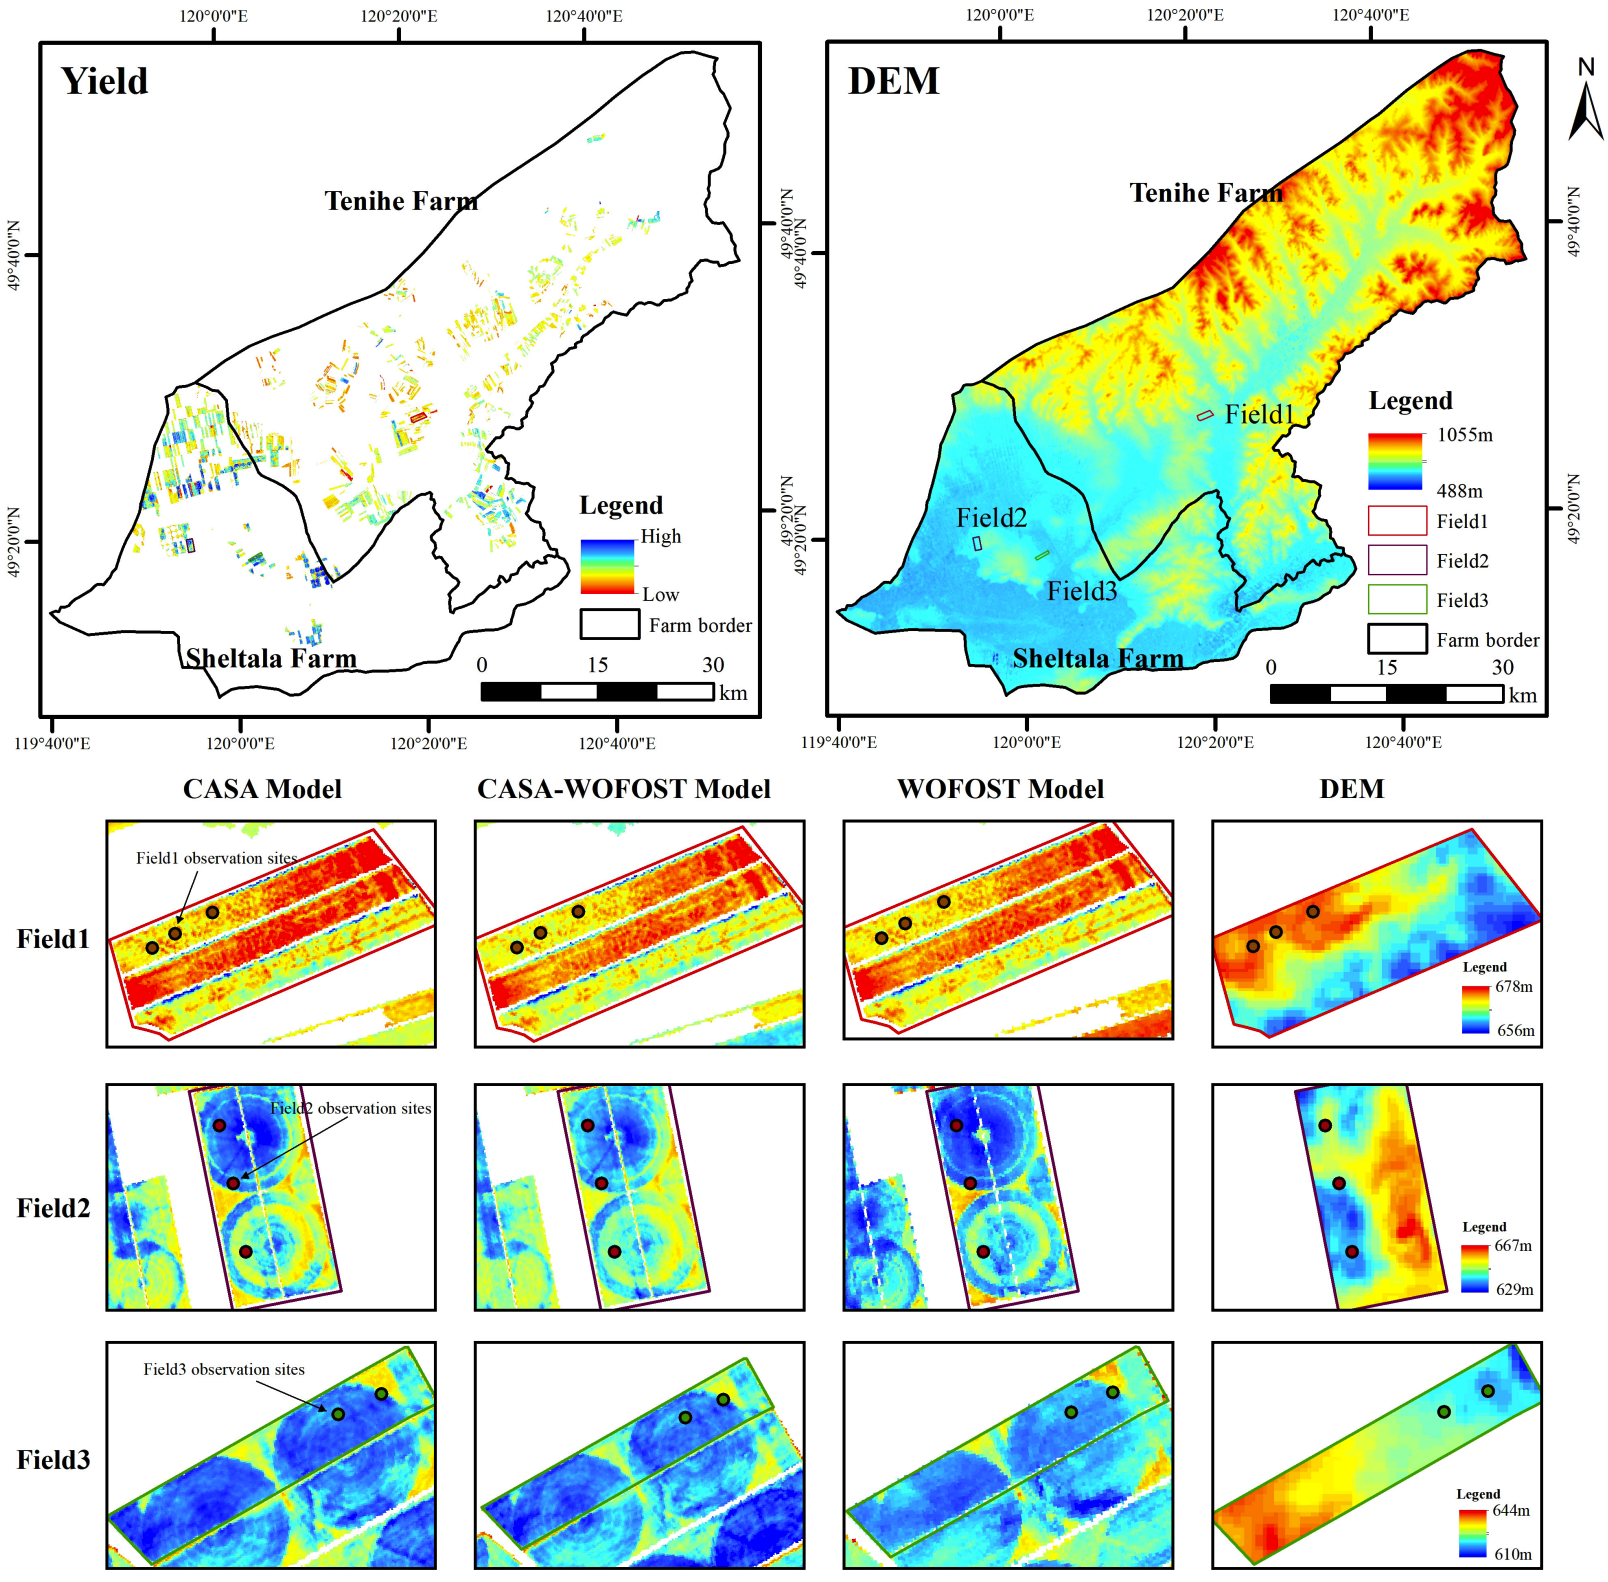 120°0'0"E 120°20'0"E 120°40'0"E
120°0'0"E 120°20'0"E 120°40'0"E
Yield
DEM
N
Tenihe Farm
Tenihe Farm
49°40'0"N
49°40'0"N
49°40'0"N
49°40'0"N
Legend
1055m
488m
Field1
Field2
Field3
Farm border
Field1
Field2
Field3
Legend
High
Low
Farm border
49°20'0"N
49°20'0"N
49°20'0"N
49°20'0"N
Sheltala Farm
Sheltala Farm
0 15 30
km
0 15 30
km
119°40'0"E 120°0'0"E 120°20'0"E 120°40'0"E
119°40'0"E 120°0'0"E 120°20'0"E 120°40'0"E
CASA Model CASA-WOFOST Model WOFOST Model DEM
Field1
Field1 observation sites
Legend
678m
656m
Field2
Field2 observation sites
Legend
667m
629m
Field3
Field3 observation sites
Legend
644m
610m